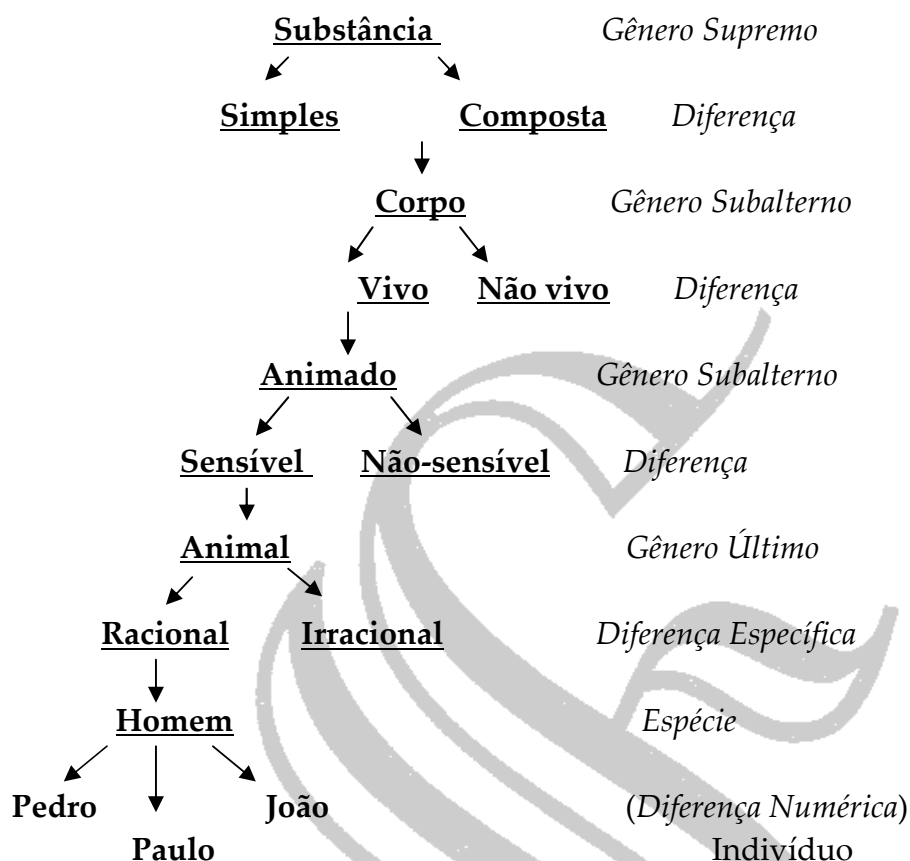 Substância Gênero Supremo
Simples Composta Diferença
Corpo Gênero Subalterno
Vivo Não vivo Diferença
Animado Gênero Subalterno
Sensível Não-sensível Diferença
Animal Gênero Último
Racional Irracional Diferença Específica
Homem Espécie
Pedro João (Diferença Numérica)
Paulo Indivíduo